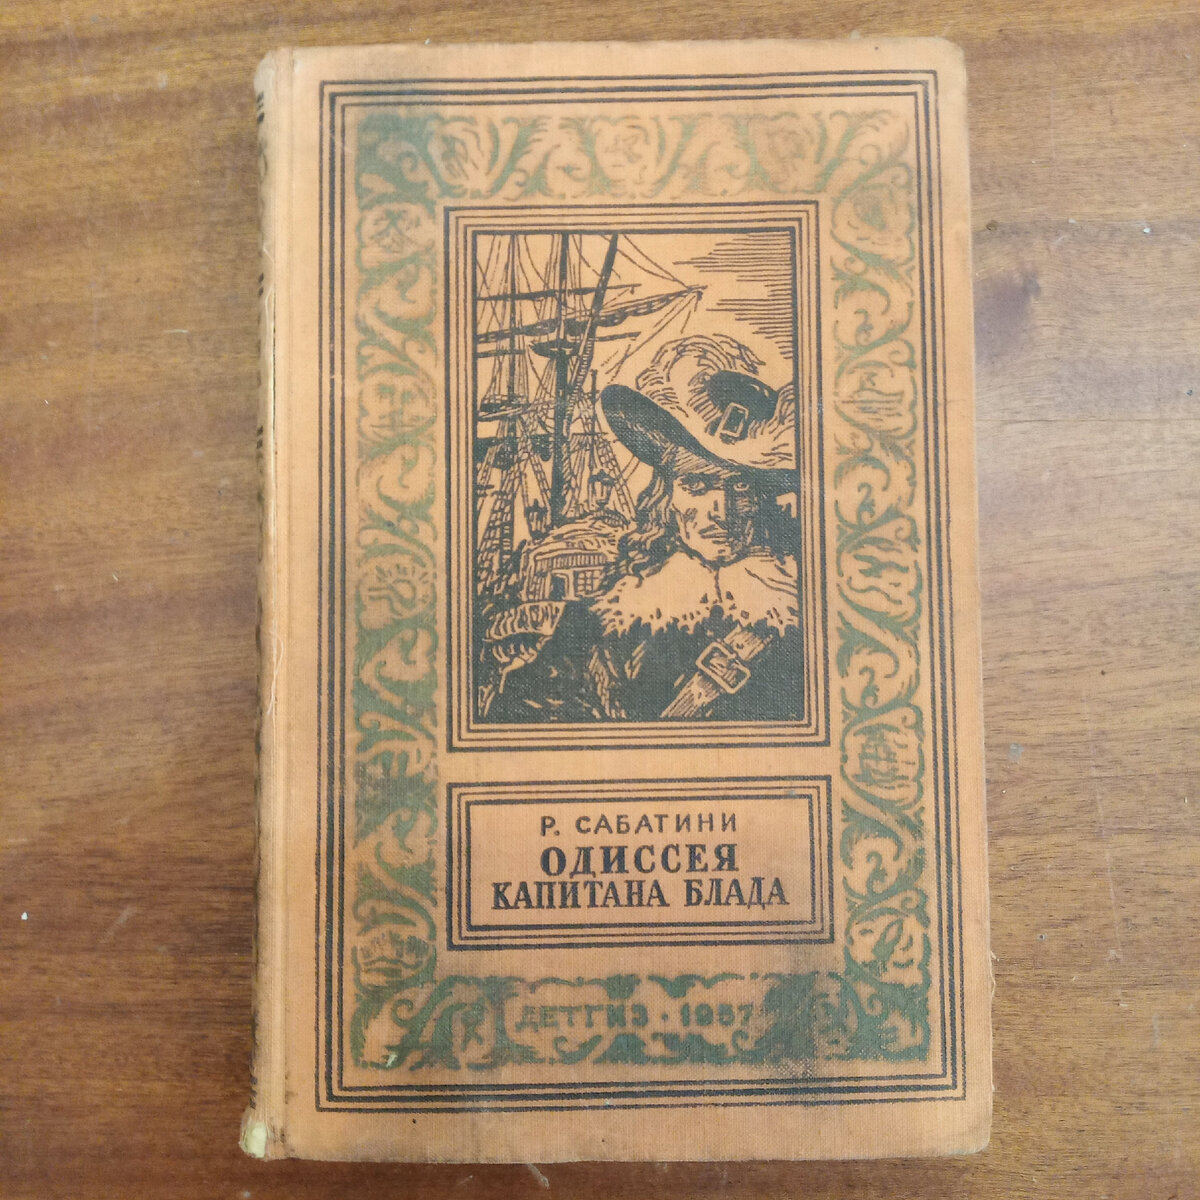 Р. САБАТИНИ
ОДИССЕЯ
КАПИТАНА БЛАДА
ДЕТГИЗ · 1957